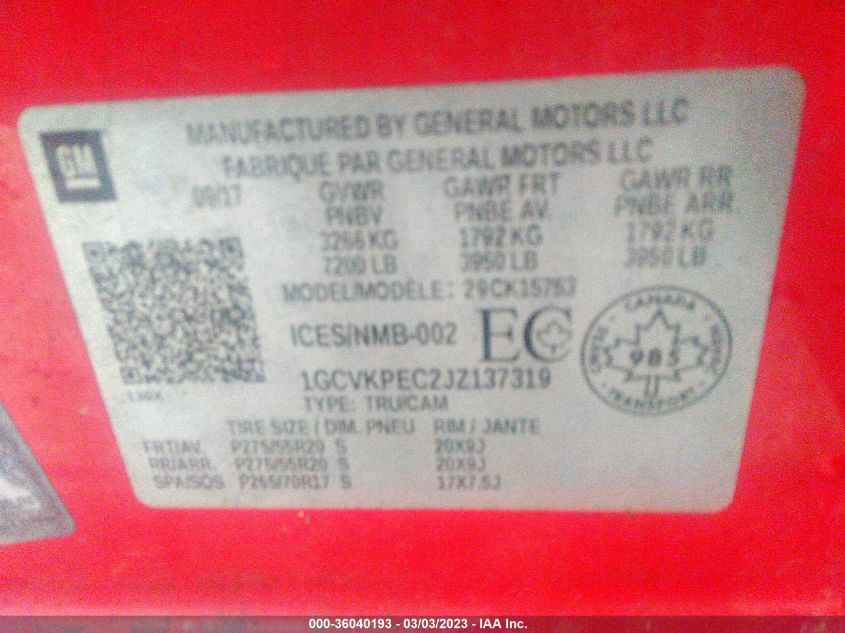 GM
MANUFACTURED BY GENERAL MOTORS LLC
FABRIQUE PAR GENERAL MOTORS LLC
09/17 GVWR GAWR FRT GAWR RR
PNBV PNBE AV. PNBE ARR.
3266 KG 1792 KG 1792 KG
7200 LB 3950 LB 3950 LB
MODEL/MODÈLE:
ICES/NMB-002 EC
CANADA
985
TRANSPORT
1GCVKPEC2JZ137319
TYPE: TRU/CAM
TIRE SIZE / DIM. PNEU RIM / JANTE
FRT/AV. P275/55R20 S 20X9J
RR/ARR. P275/55R20 S 20X9J
SPA/SOS P265/70R17 S 17X7.5J
000-36040193 - 03/03/2023 - IAA Inc.